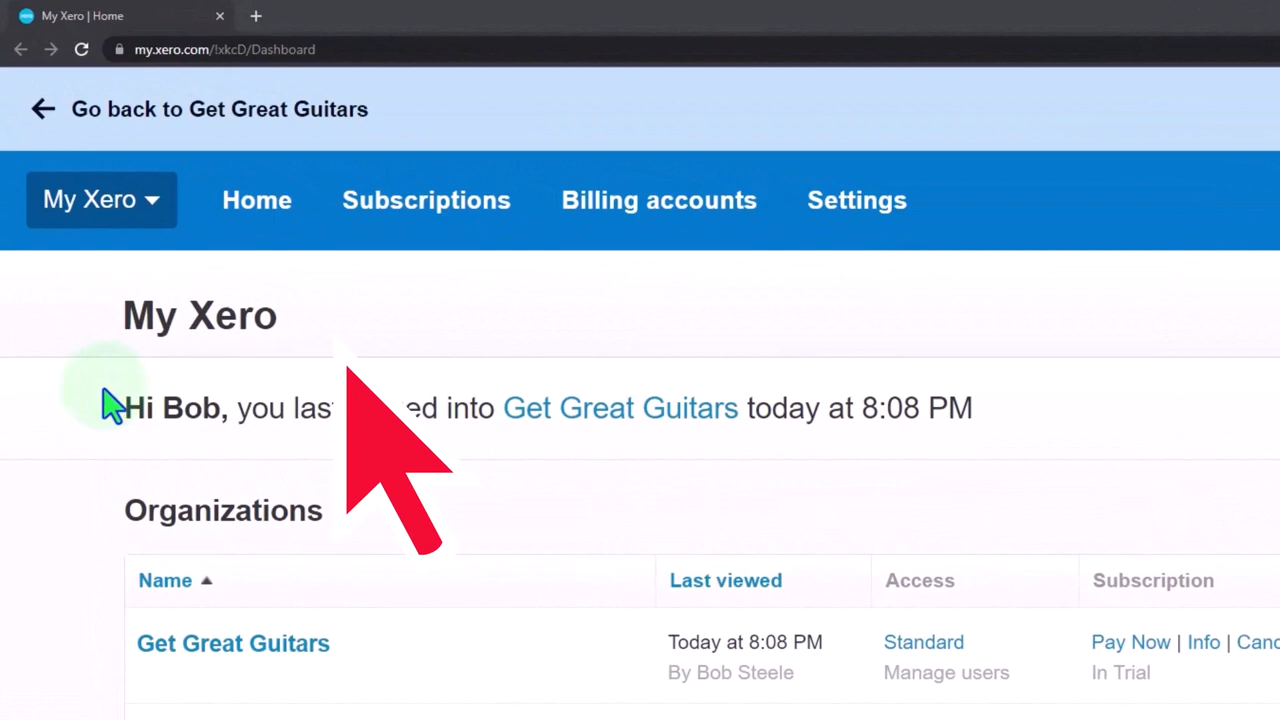 My Xero | Home
my.xero.com/!xkcD/Dashboard
Go back to Get Great Guitars
My Xero Home Subscriptions Billing accounts Settings
My Xero
Hi Bob, you into Get Great Guitars today at 8:08 PM
Organizations
Name Last viewed Access Subscription
Get Great Guitars Today at 8:08 PM Standard Pay Now | Info |
By Bob Steele Manage users In Trial